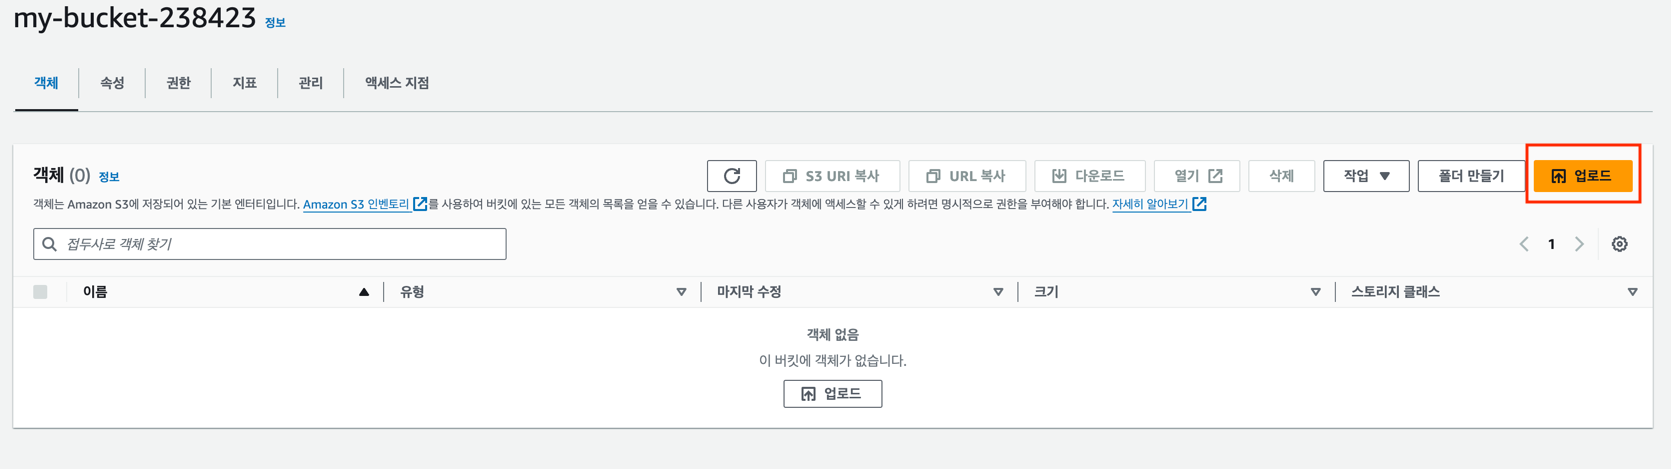 my-bucket-238423 정보
객체 속성 권한 지표 관리 액세스 지점
객체 (0) 정보 S3 URI 복사 URL 복사 다운로드 열기 삭제 작업 폴더 만들기 업로드
객체는 Amazon S3에 저장되어 있는 기본 엔터티입니다. Amazon S3 인벤토리를 사용하여 버킷에 있는 모든 객체의 목록을 얻을 수 있습니다. 다른 사용자가 객체에 액세스할 수 있게 하려면 명시적으로 권한을 부여해야 합니다. 자세히 알아보기
접두사로 객체 찾기 1
이름 유형 마지막 수정 크기 스토리지 클래스
객체 없음
이 버킷에 객체가 없습니다.
업로드